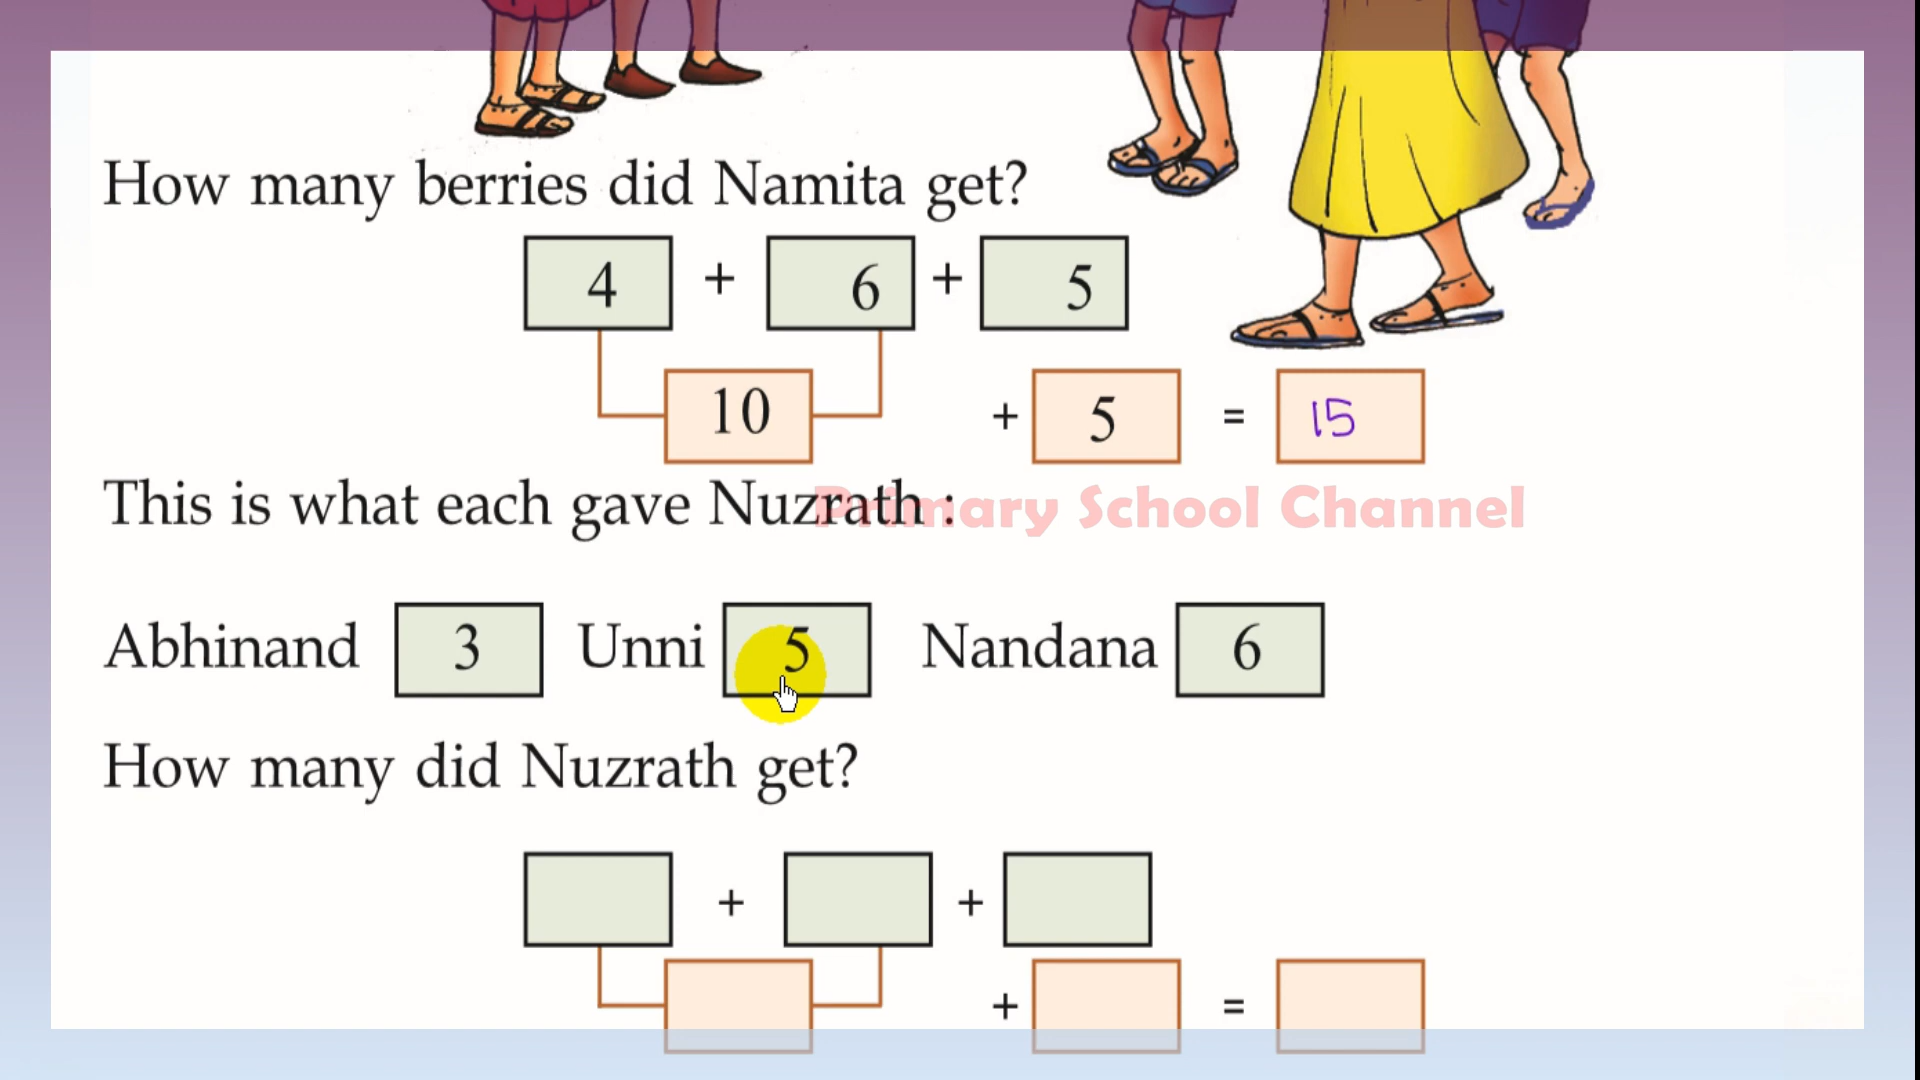 How many berries did Namita get?
4 + 6 + 5
10 + 5 = 15
This is what each gave Nuzrath :
Primary School Channel
Abhinand 3 Unni 5 Nandana 6
How many did Nuzrath get?
+ +
+ =